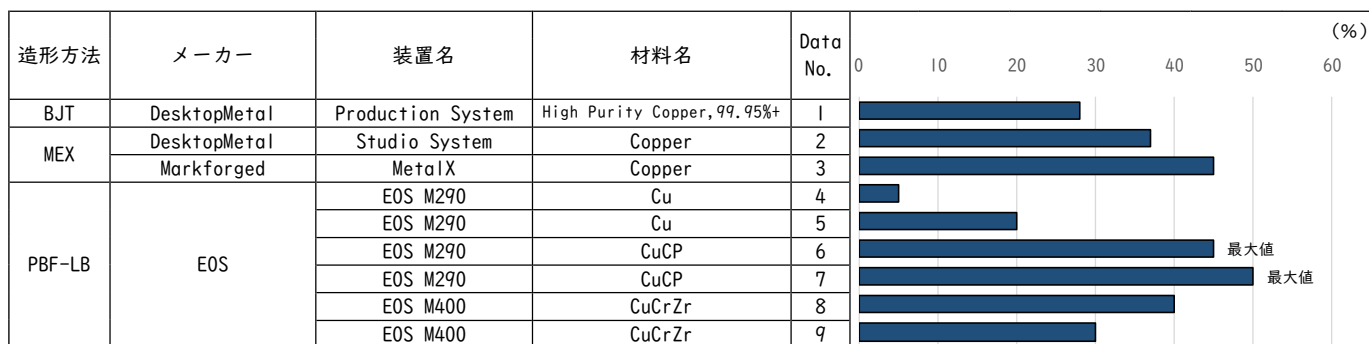 (%)
造形方法 メーカー 装置名 材料名 Data No. 0 10 20 30 40 50 60
BJT DesktopMetal Production System High Purity Copper,99.95%+ 1
MEX DesktopMetal Studio System Copper 2
Markforged MetalX Copper 3
PBF-LB EOS EOS M290 Cu 4
EOS M290 Cu 5
EOS M290 CuCP 6 最大値
EOS M290 CuCP 7 最大値
EOS M400 CuCrZr 8
EOS M400 CuCrZr 9